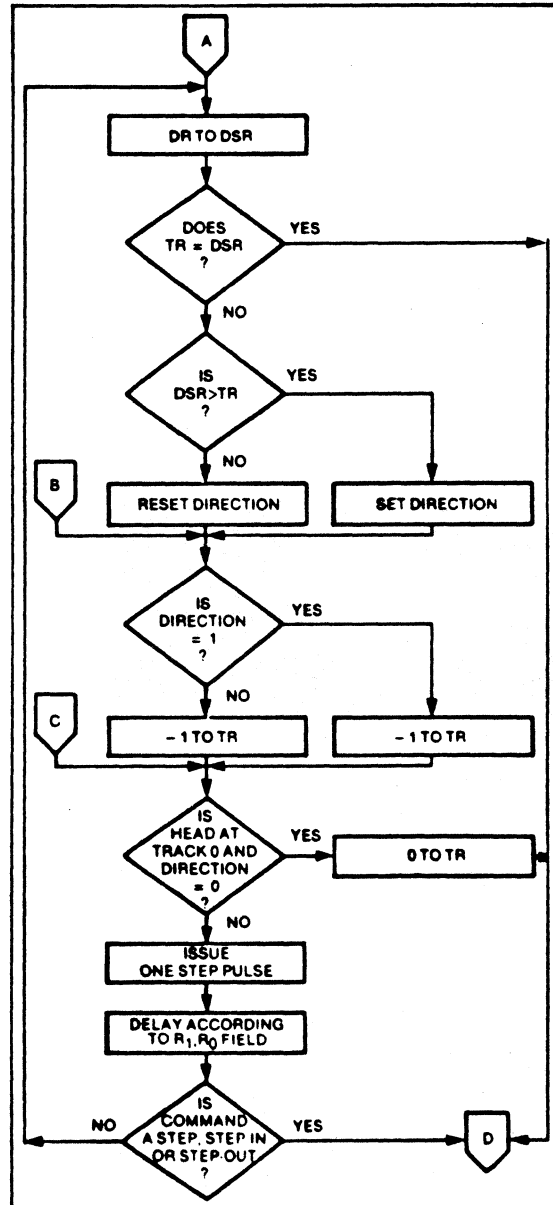 A
DR TO DSR
DOES
TR = DSR
?
YES
NO
IS
DSR>TR
?
YES
NO
B
RESET DIRECTION
SET DIRECTION
IS
DIRECTION
= 1
?
YES
NO
C
- 1 TO TR
- 1 TO TR
IS
HEAD AT
TRACK 0 AND
DIRECTION
= 0
?
YES
0 TO TR
NO
ISSUE
ONE STEP PULSE
DELAY ACCORDING
TO R1, R0 FIELD
IS
COMMAND
A STEP, STEP IN
OR STEP-OUT
?
NO
YES
D